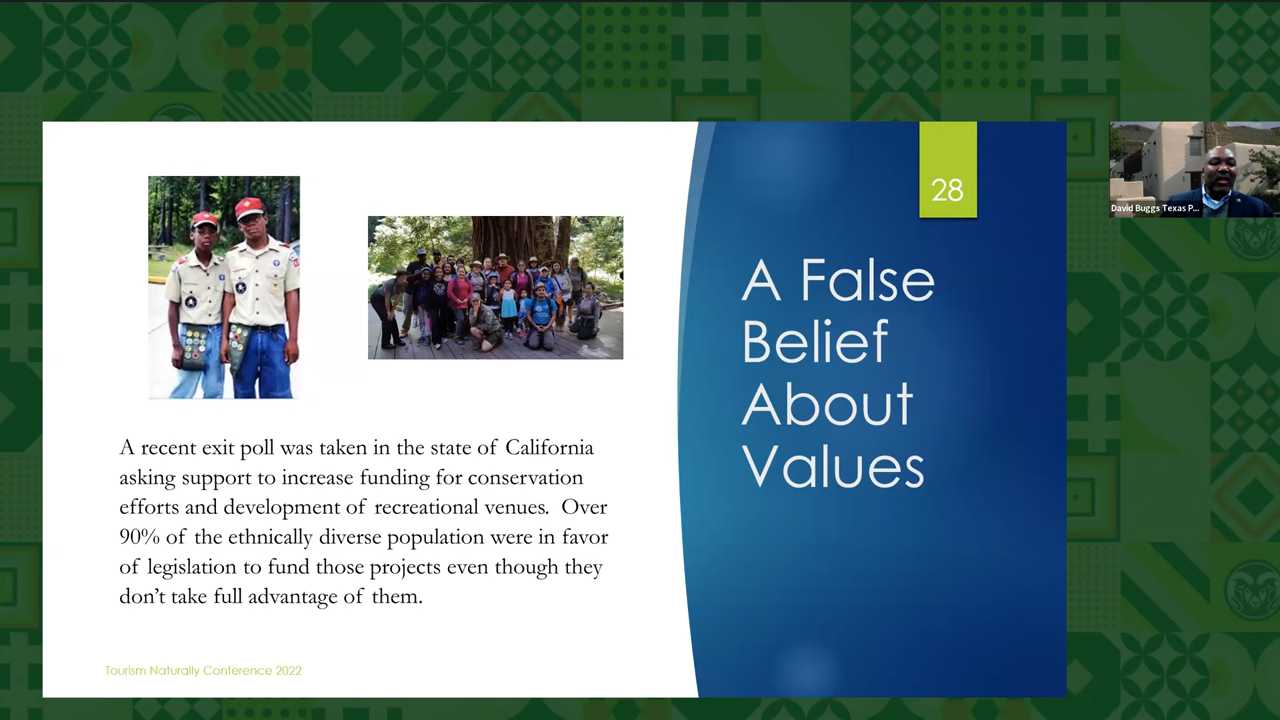 28
A False
Belief
About
Values
A recent exit poll was taken in the state of California
asking support to increase funding for conservation
efforts and development of recreational venues.  Over
90% of the ethnically diverse population were in favor
of legislation to fund those projects even though they
don’t take full advantage of them.
Tourism Naturally Conference 2022
David Buggs Texas P...